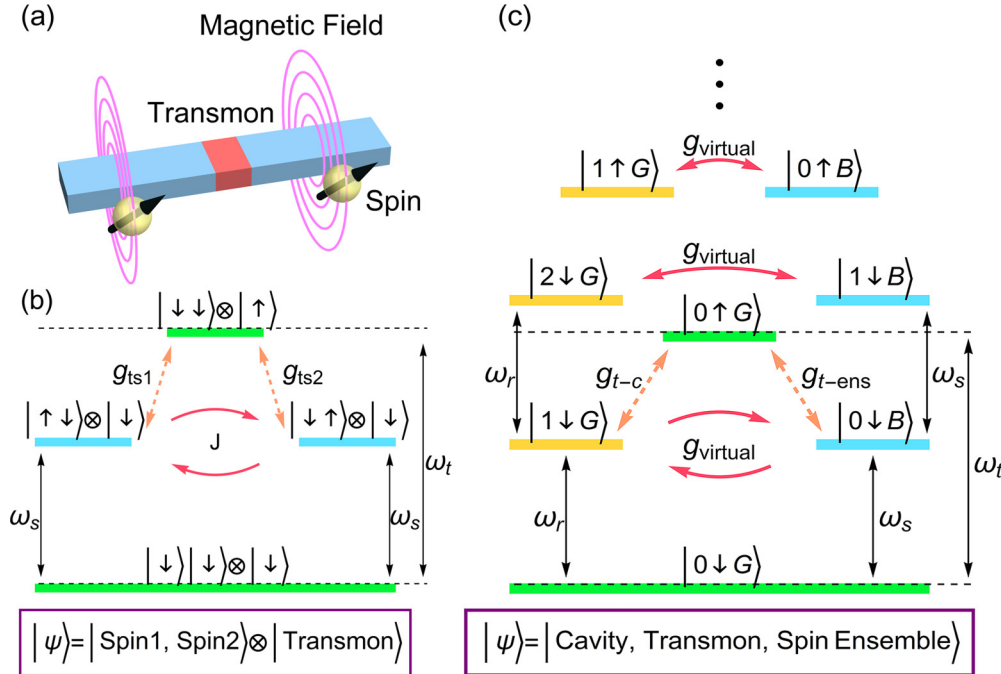 (a)
Magnetic Field
Transmon
Spin
(b)
|↓ ↓⟩⊗|↑⟩
g_ts1
g_ts2
|↑ ↓⟩⊗|↓⟩
|↓ ↑⟩⊗|↓⟩
J
ω_s
ω_s
ω_t
|↓⟩|↓⟩⊗|↓⟩
|ψ⟩=|Spin1, Spin2⟩⊗|Transmon⟩
(c)
g_virtual
|1↑G⟩
|0↑B⟩
g_virtual
|2↓G⟩
|1↓B⟩
|0↑G⟩
ω_r
g_t−c
g_t−ens
ω_s
|1↓G⟩
|0↓B⟩
g_virtual
ω_t
ω_r
ω_s
|0↓G⟩
|ψ⟩=|Cavity, Transmon, Spin Ensemble⟩